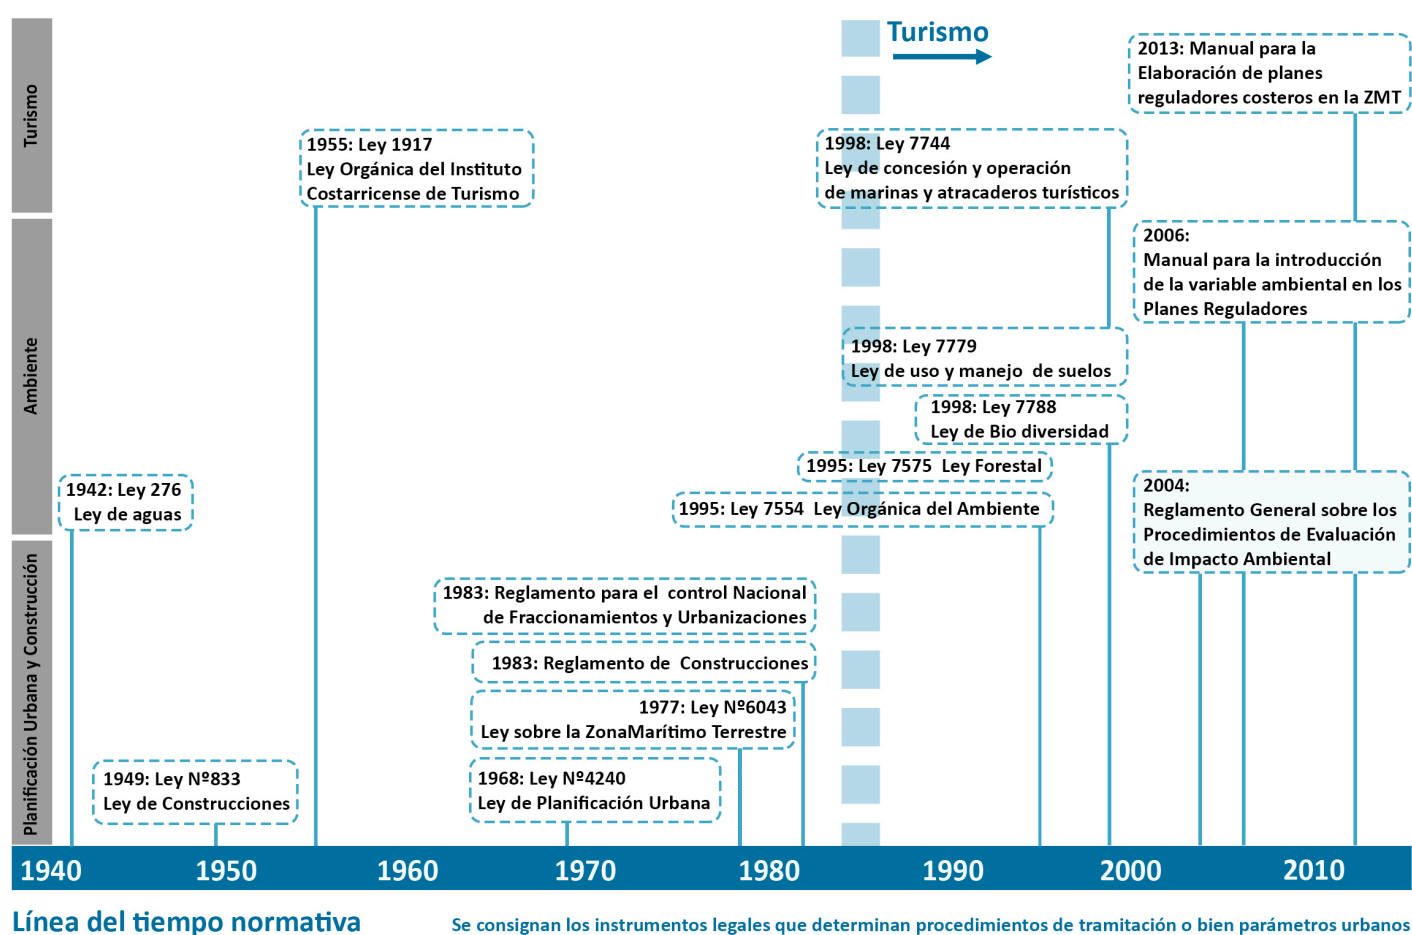 Turismo
Turismo
2013: Manual para la
Elaboración de planes
reguladores costeros en la ZMT
1955: Ley 1917
Ley Orgánica del Instituto
Costarricense de Turismo
1998: Ley 7744
Ley de concesión y operación
de marinas y atracaderos turísticos
Ambiente
2006:
Manual para la introducción
de la variable ambiental en los
Planes Reguladores
1998: Ley 7779
Ley de uso y manejo de suelos
1998: Ley 7788
Ley de Bio diversidad
1995: Ley 7575 Ley Forestal
1942: Ley 276
Ley de aguas
1995: Ley 7554 Ley Orgánica del Ambiente
2004:
Reglamento General sobre los
Procedimientos de Evaluación
de Impacto Ambiental
Planificación Urbana y Construcción
1983: Reglamento para el control Nacional
de Fraccionamientos y Urbanizaciones
1983: Reglamento de Construcciones
1977: Ley Nº6043
Ley sobre la ZonaMarítimo Terrestre
1949: Ley Nº833
Ley de Construcciones
1968: Ley Nº4240
Ley de Planificación Urbana
1940 1950 1960 1970 1980 1990 2000 2010
Línea del tiempo normativa
Se consignan los instrumentos legales que determinan procedimientos de tramitación o bien parámetros urbanos